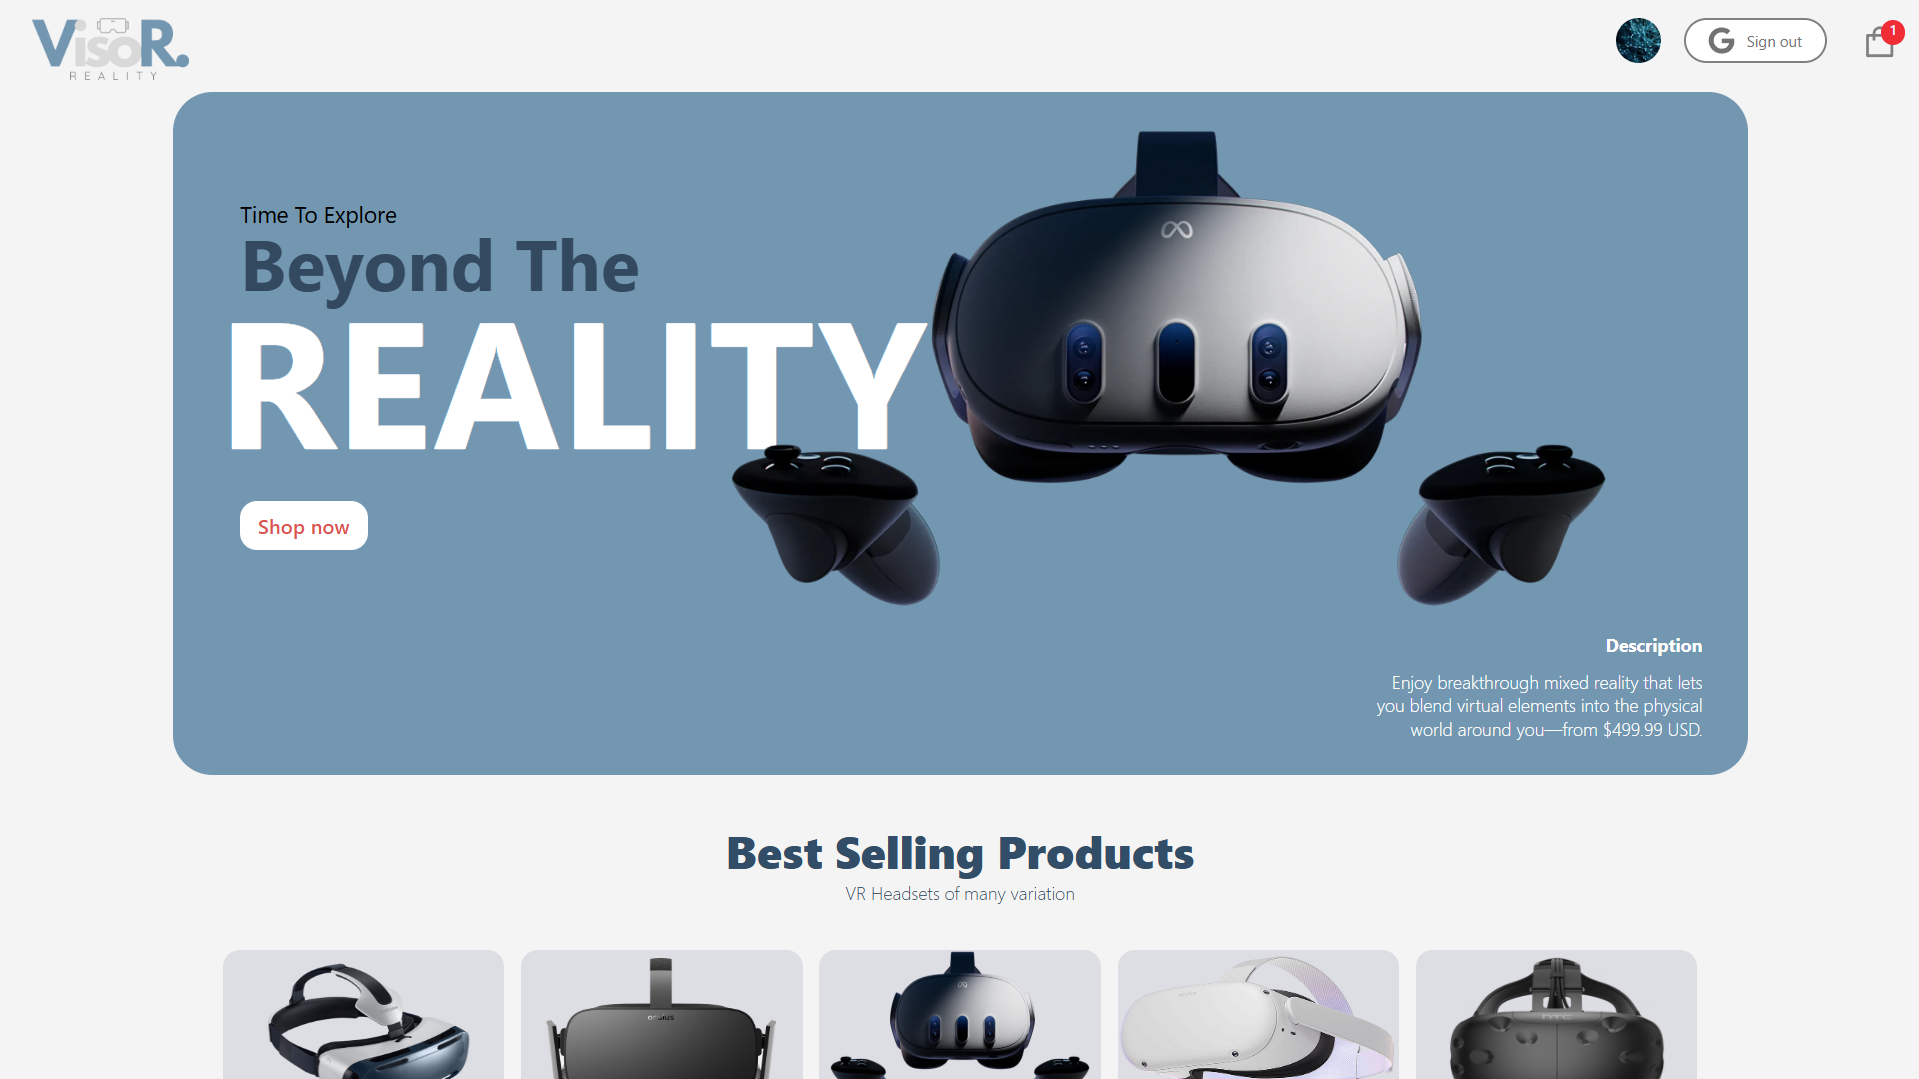 VisoR.
REALITY
Sign out
1
Time To Explore
Beyond The
REALITY
Shop now
Description
Enjoy breakthrough mixed reality that lets
you blend virtual elements into the physical
world around you—from $499.99 USD.
Best Selling Products
VR Headsets of many variation
oculus
HTC